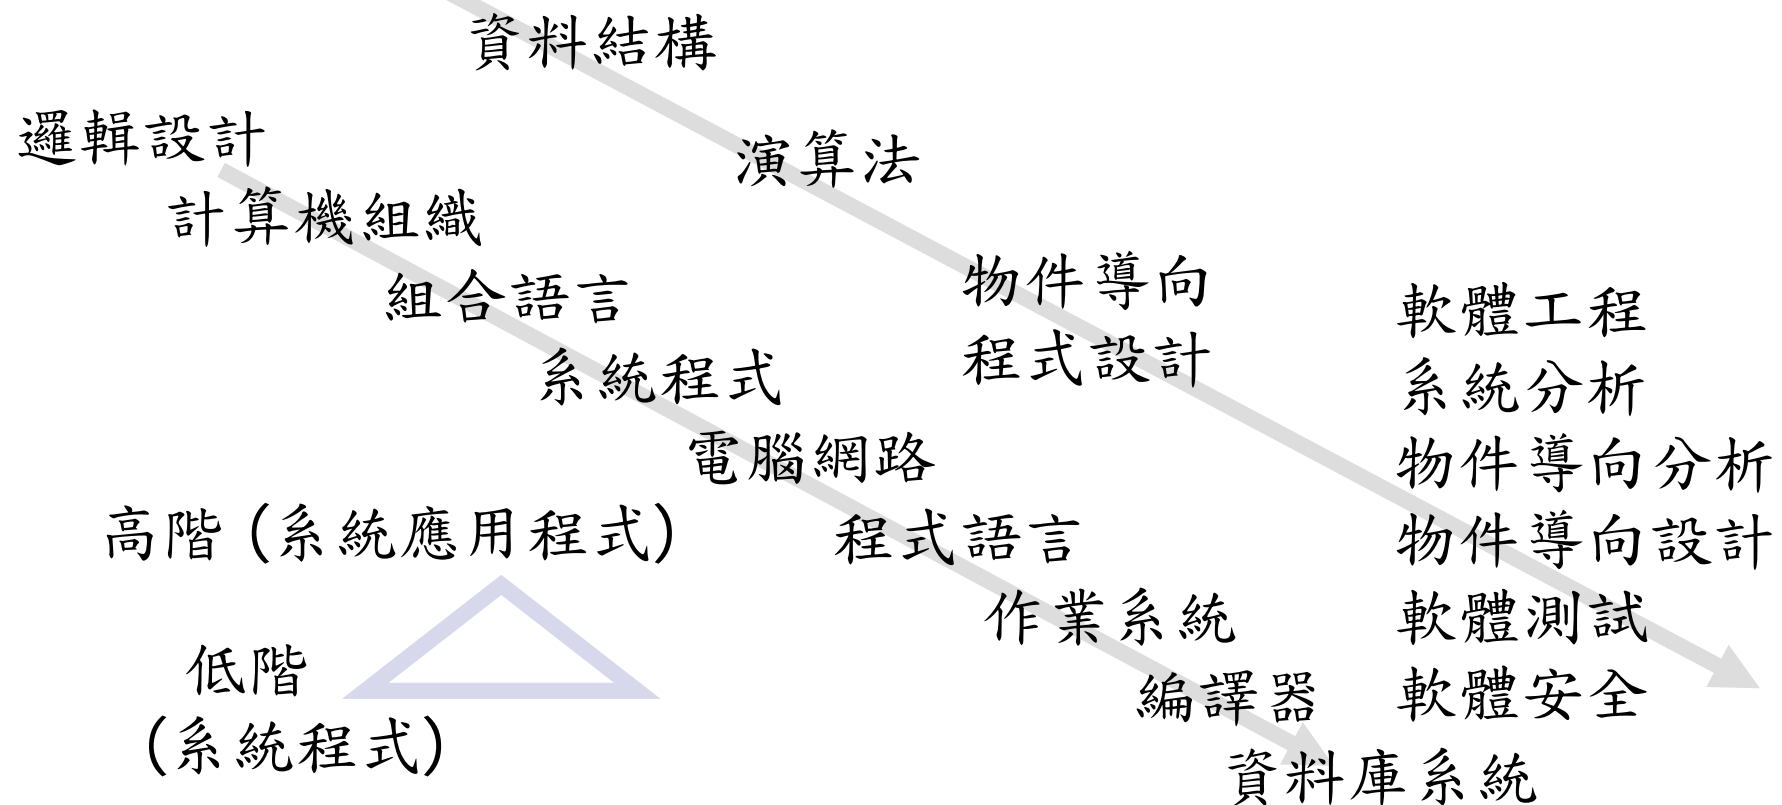 資料結構
邏輯設計
演算法
計算機組織
組合語言
物件導向
程式設計
系統程式
電腦網路
程式語言
作業系統
編譯器
資料庫系統
軟體工程
系統分析
物件導向分析
物件導向設計
軟體測試
軟體安全
高階 (系統應用程式)
低階
(系統程式)